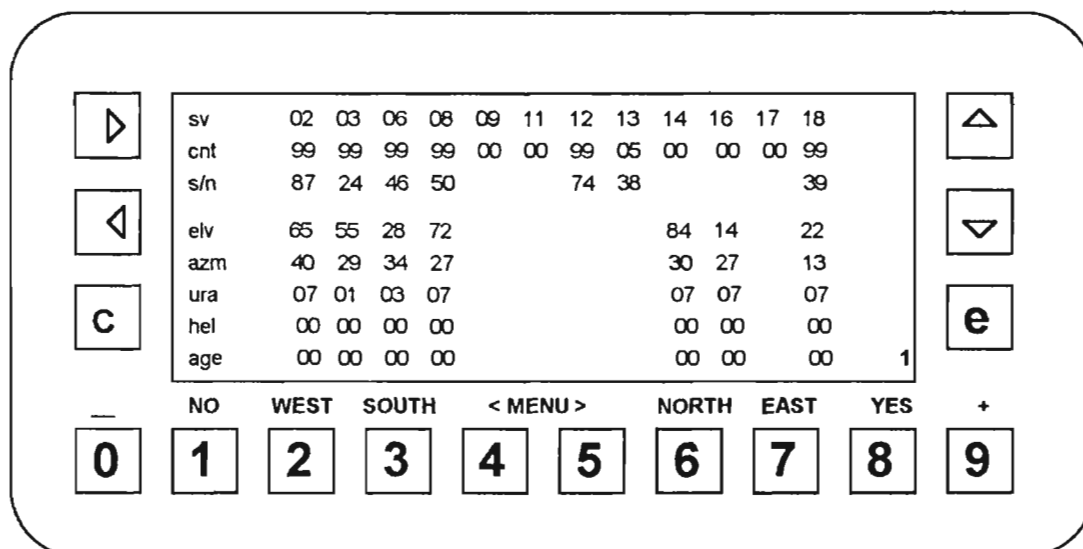 sv 02 03 06 08 09 11 12 13 14 16 17 18
cnt 99 99 99 99 00 00 99 05 00 00 00 99
s/n 87 24 46 50 74 38 39
elv 65 55 28 72 84 14 22
azm 40 29 34 27 30 27 13
ura 07 01 03 07 07 07 07
C hel 00 00 00 00 00 00 00 e
age 00 00 00 00 00 00 00 1
— NO WEST SOUTH < MENU > NORTH EAST YES +
0 1 2 3 4 5 6 7 8 9